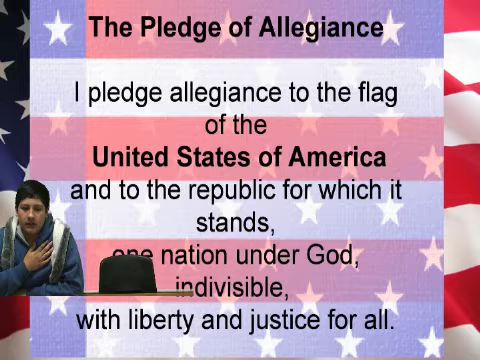 The Pledge of Allegiance
I pledge allegiance to the flag
of the
United States of America
and to the republic for which it
stands,
one nation under God,
indivisible,
with liberty and justice for all.